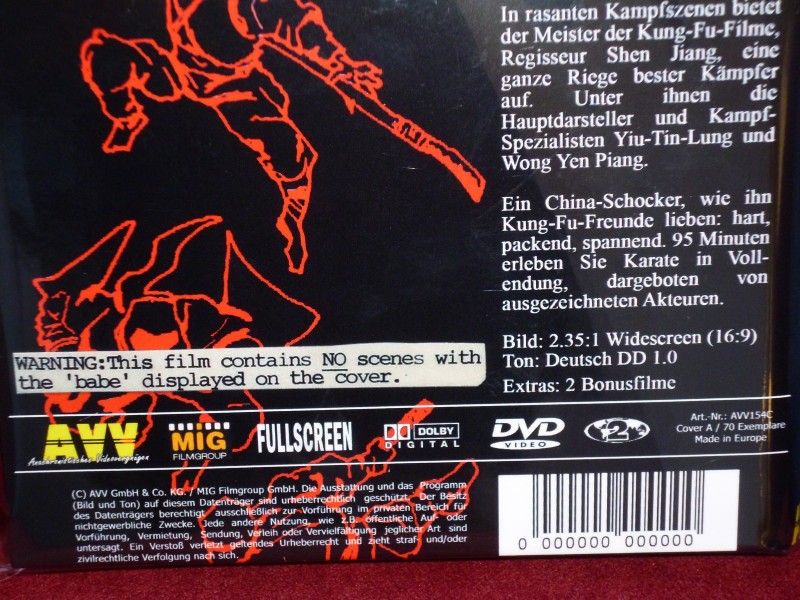 In rasanten Kampfszenen bietet
der Meister der Kung-Fu-Filme,
Regisseur Shen Jiang, eine
ganze Riege bester Kämpfer
auf. Unter ihnen die
Hauptdarsteller und Kampf-
Spezialisten Yiu-Tin-Lung und
Wong Yen Piang.
Ein China-Schocker, wie ihn
Kung-Fu-Freunde lieben: hart,
packend, spannend. 95 Minuten
erleben Sie Karate in Voll-
endung, dargeboten von
ausgezeichneten Akteuren.
Bild: 2.35:1 Widescreen (16:9)
Ton: Deutsch DD 1.0
Extras: 2 Bonusfilme
WARNING:This film contains NO scenes with
the 'babe' displayed on the cover.
AVV
Anachronistisches Videovergnügen
MIG
FILMGROUP
FULLSCREEN
DOLBY
DIGITAL
DVD
VIDEO
2
Art.-Nr.: AVV154C
Cover A / 70 Exemplare
Made in Europe
(C) AVV GmbH & Co. KG. / MIG Filmgroup GmbH. Die Ausstattung und das Programm
(Bild und Ton) auf diesem Datenträger sind urheberrechtlich geschützt. Der Besitz
des Datenträgers berechtigt ausschließlich zur Vorführung im privaten Bereich für
nichtgewerbliche Zwecke. Jede andere Nutzung, wie z.B. öffentliche Auf- oder
Vorführung, Vermietung, Sendung, Verleih oder Vervielfältigung jeglicher Art sind
untersagt. Ein Verstoß verletzt geltendes Urheberrecht und zieht straf- und/oder
zivilrechtliche Verfolgung nach sich.
0 000000 000000